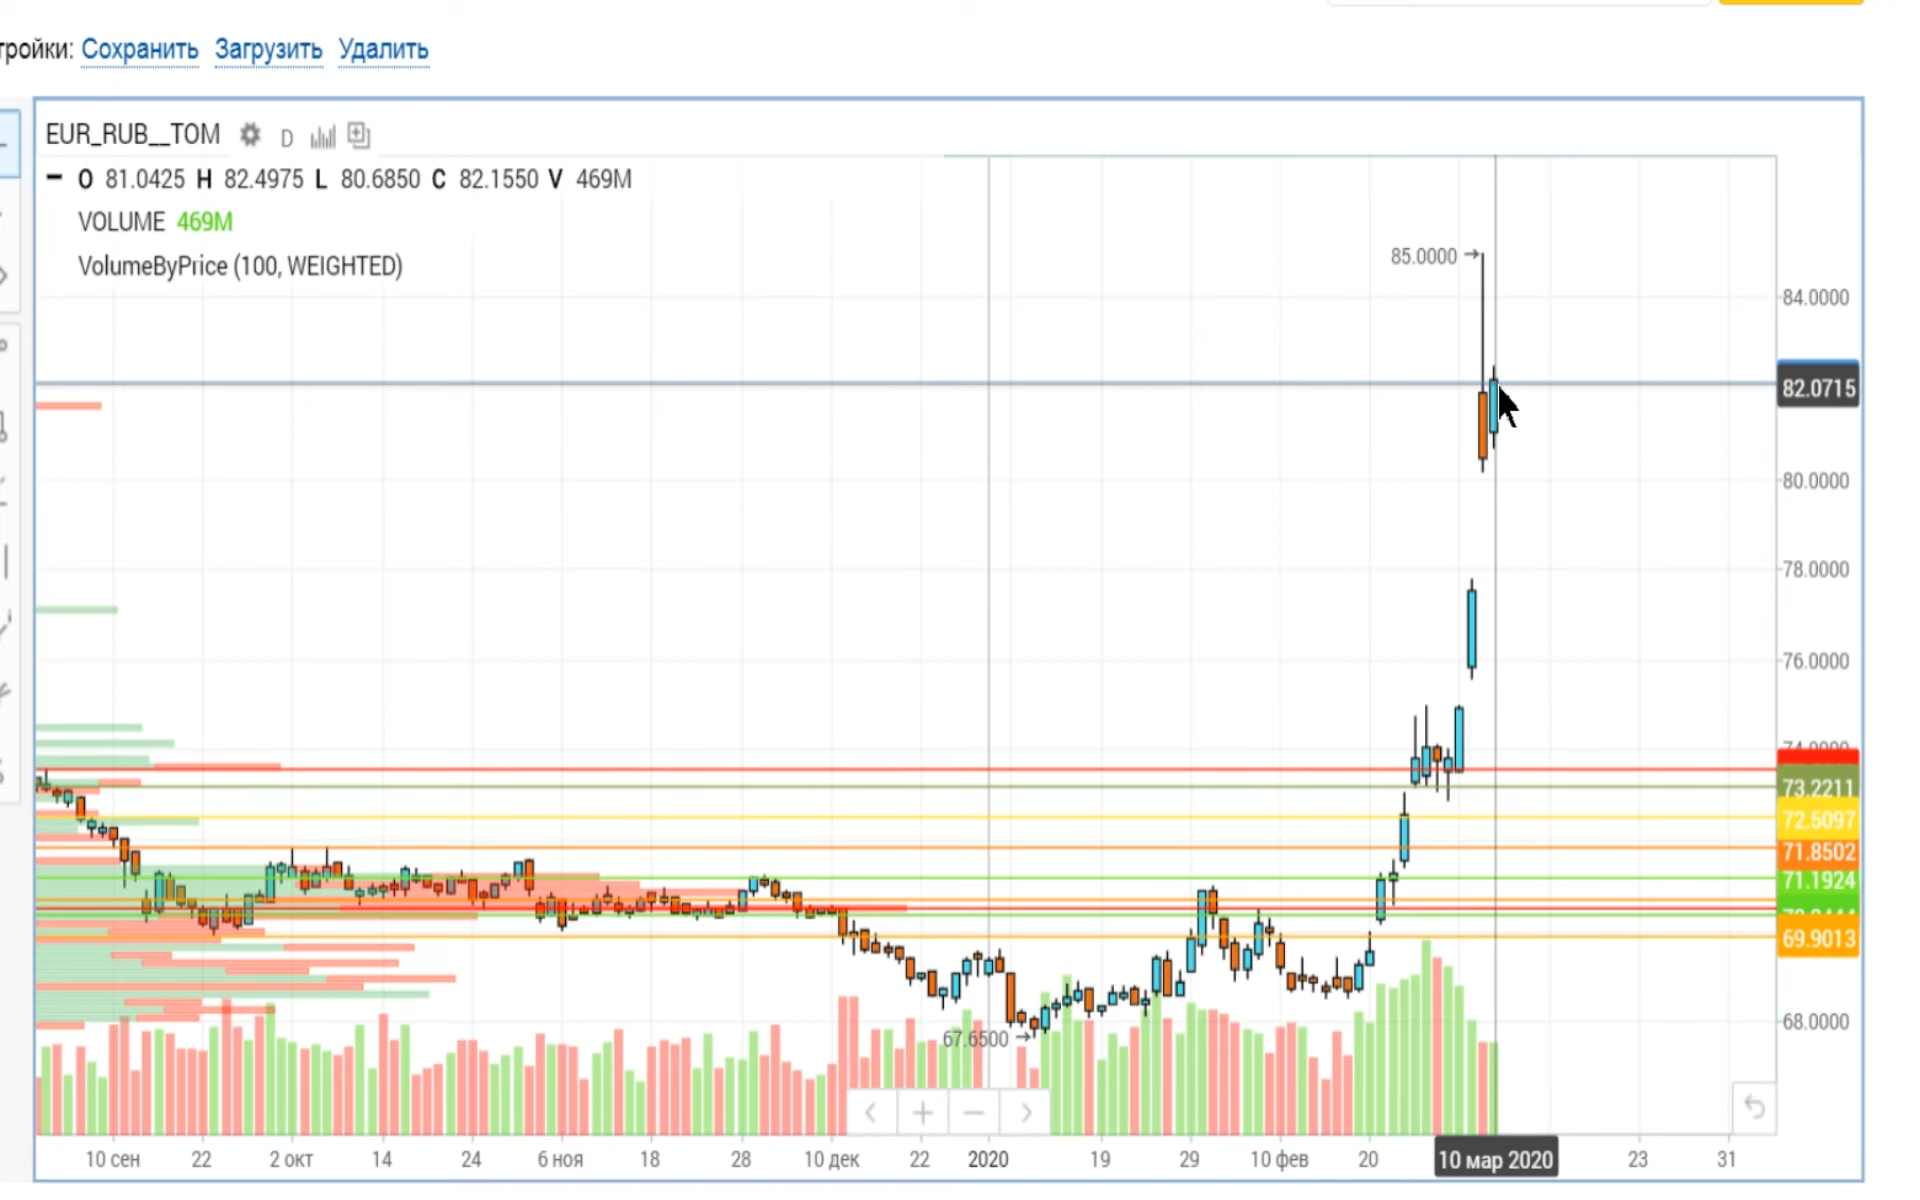 тройки: Сохранить Загрузить Удалить
EUR_RUB__TOM D
O 81.0425 H 82.4975 L 80.6850 C 82.1550 V 469M
VOLUME 469M
VolumeByPrice (100, WEIGHTED)
85.0000
84.0000
82.0715
80.0000
78.0000
76.0000
74.0000
73.2211
72.5097
71.8502
71.1924
69.9013
68.0000
67.6500
10 сен 22 2 окт 14 24 6 ноя 18 28 10 дек 22 2020 19 29 10 фев 20 10 мар 2020 23 31